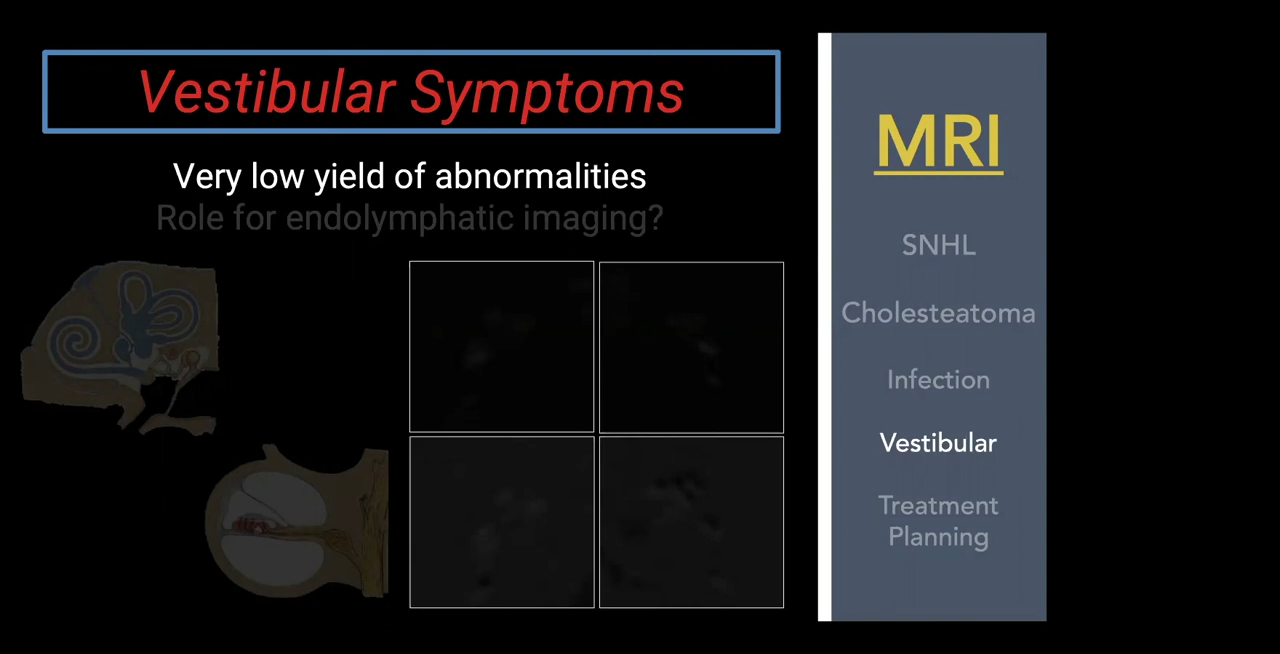 Vestibular Symptoms
Very low yield of abnormalities
Role for endolymphatic imaging?
MRI
SNHL
Cholesteatoma
Infection
Vestibular
Treatment
Planning